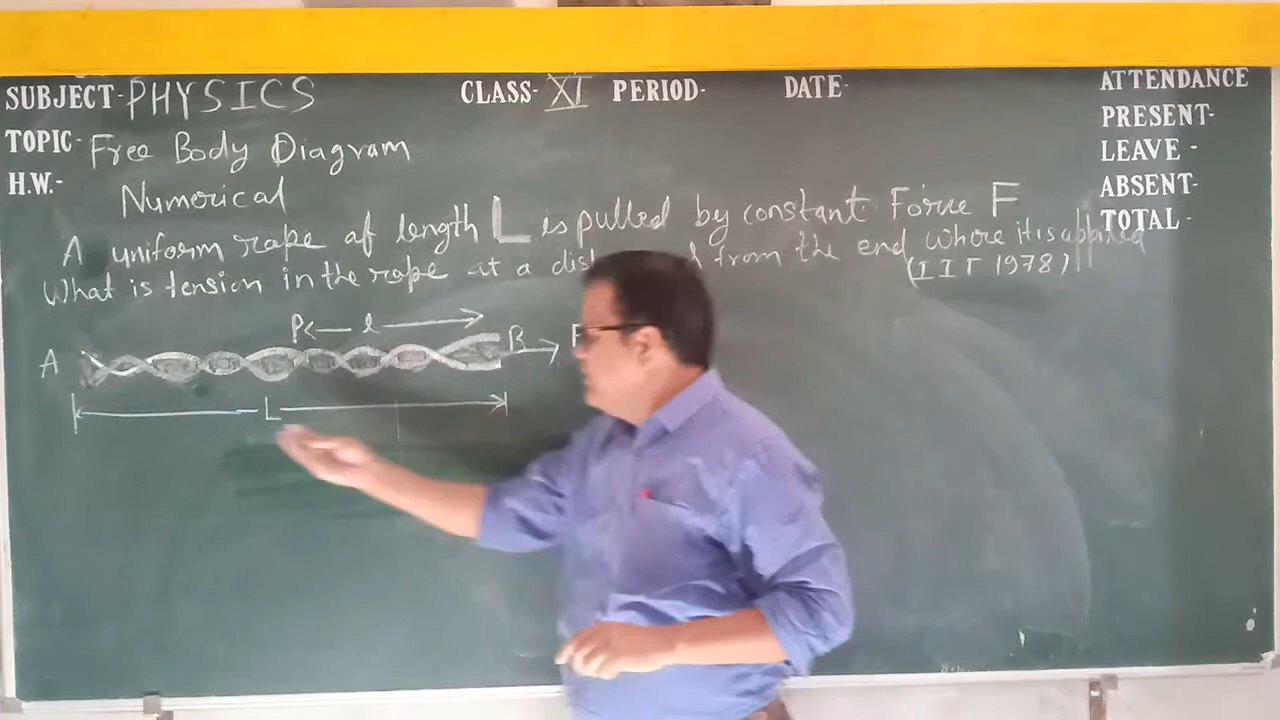 SUBJECT- PHYSICS CLASS- XI PERIOD- DATE- ATTENDANCE
PRESENT-
TOPIC- Free Body Diagram LEAVE -
H.W.- ABSENT-
Numerical TOTAL -
A uniform rope of length L is pulled by constant Force F
What is tension in the rope at a from the end where it is
(IIT 1978)
P l
A B F
L